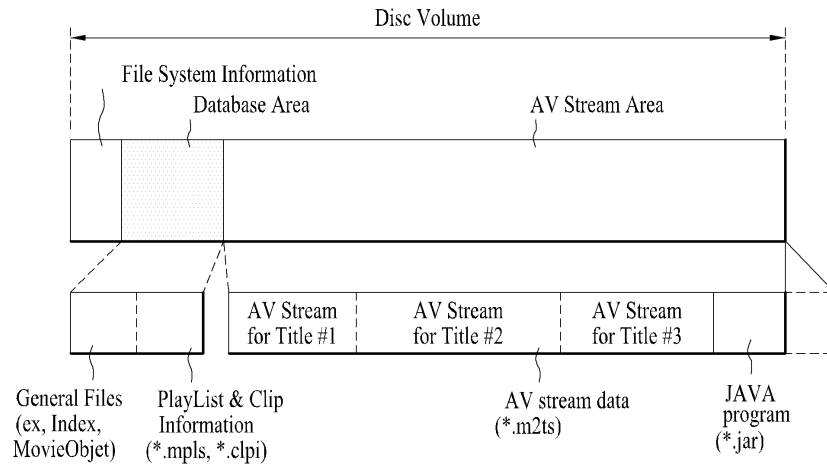 Disc Volume
File System Information
Database Area
AV Stream Area
AV Stream
for Title #1
AV Stream
for Title #2
AV Stream
for Title #3
General Files
(ex, Index,
MovieObjet)
PlayList & Clip
Information
(*.mpls, *.clpi)
AV stream data
(*.m2ts)
JAVA
program
(*.jar)